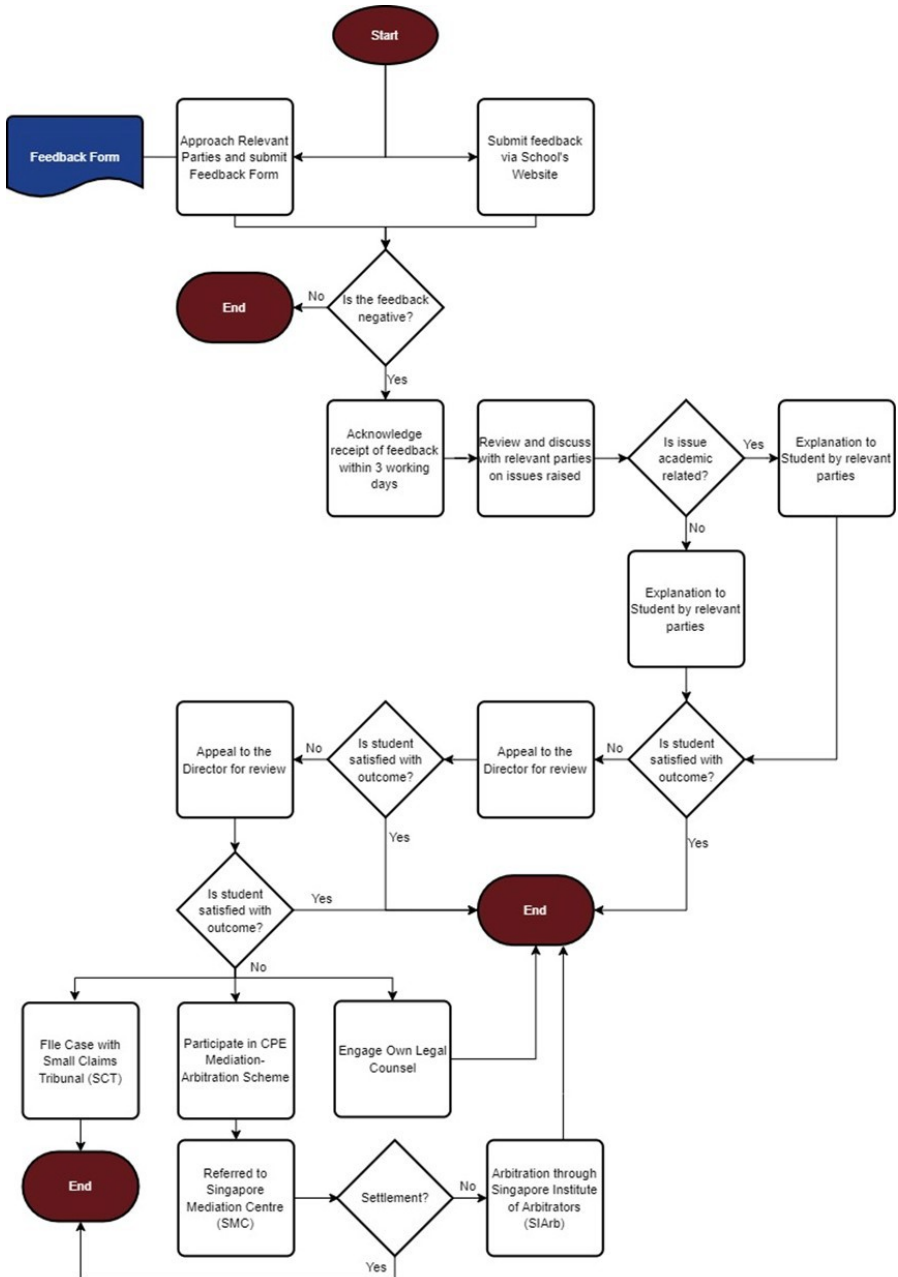 Start
Feedback Form
Approach Relevant
Parties and submit
Feedback Form
Submit feedback
via School's
Website
Is the feedback
negative?
No
End
Yes
Acknowledge
receipt of feedback
within 3 working
days
Review and discuss
with relevant parties
on issues raised
Is issue
academic
related?
Yes
Explanation to
Student by relevant
parties
No
Explanation to
Student by relevant
parties
Is student
satisfied with
outcome?
No
Appeal to the
Director for review
Is student
satisfied with
outcome?
No
Appeal to the
Director for review
Yes
Yes
Is student
satisfied with
outcome?
Yes
End
No
FIle Case with
Small Claims
Tribunal (SCT)
Participate in CPE
Mediation-
Arbitration Scheme
Engage Own Legal
Counsel
End
Referred to
Singapore
Mediation Centre
(SMC)
Settlement?
No
Arbitration through
Singapore Institute
of Arbitrators
(SIArb)
Yes